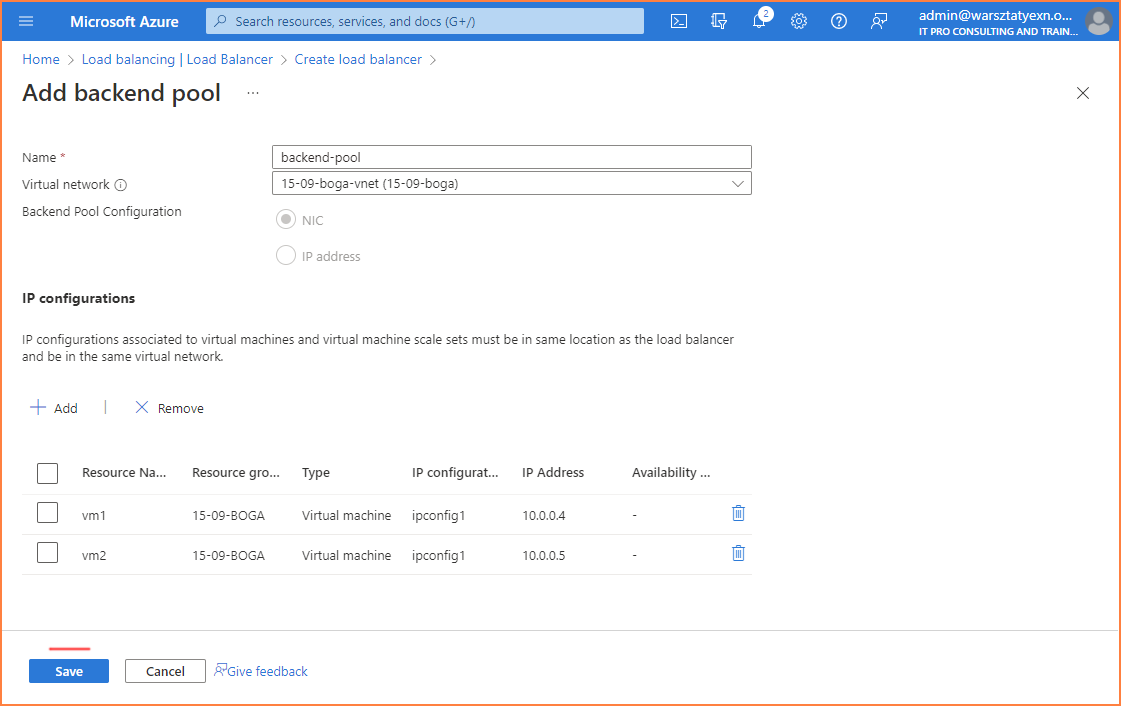 Microsoft Azure
Search resources, services, and docs (G+/)
2
admin@warsztatyexn.o...
IT PRO CONSULTING AND TRAIN...
Home > Load balancing | Load Balancer > Create load balancer >
Add backend pool ...
Name *
backend-pool
Virtual network
15-09-boga-vnet (15-09-boga)
Backend Pool Configuration
NIC
IP address
IP configurations
IP configurations associated to virtual machines and virtual machine scale sets must be in same location as the load balancer
and be in the same virtual network.
Add | Remove
Resource Na... Resource gro... Type IP configurat... IP Address Availability ...
vm1 15-09-BOGA Virtual machine ipconfig1 10.0.0.4 -
vm2 15-09-BOGA Virtual machine ipconfig1 10.0.0.5 -
Save Cancel Give feedback